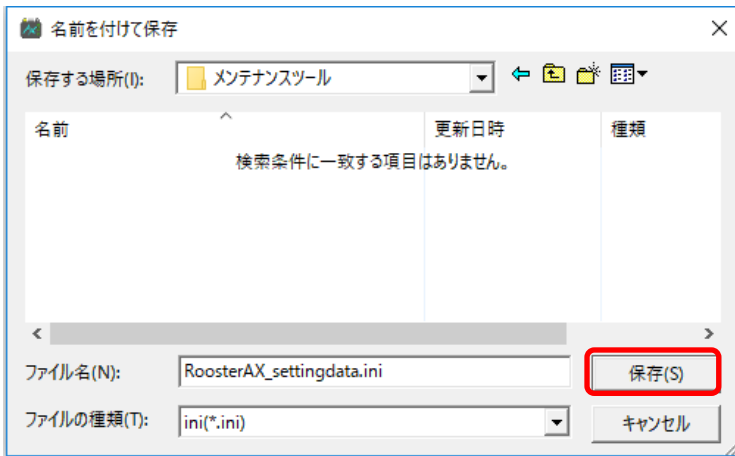 名前を付けて保存
保存する場所(I): メンテナンスツール
名前 更新日時 種類
検索条件に一致する項目はありません。
ファイル名(N): RoosterAX_settingdata.ini 保存(S)
ファイルの種類(T): ini(*.ini) キャンセル